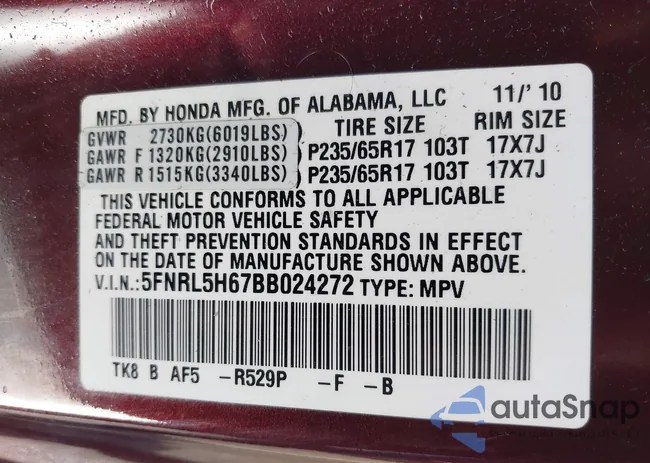 MFD. BY HONDA MFG. OF ALABAMA, LLC 11/'10
GVWR 2730KG(6019LBS) TIRE SIZE RIM SIZE
GAWR F 1320KG(2910LBS) P235/65R17 103T 17X7J
GAWR R 1515KG(3340LBS) P235/65R17 103T 17X7J
THIS VEHICLE CONFORMS TO ALL APPLICABLE
FEDERAL MOTOR VEHICLE SAFETY
AND THEFT PREVENTION STANDARDS IN EFFECT
ON THE DATE OF MANUFACTURE SHOWN ABOVE.
V.I.N.:5FNRL5H67BB024272 TYPE: MPV
TK8 B AF5 -R529P -F -B
autaSnap